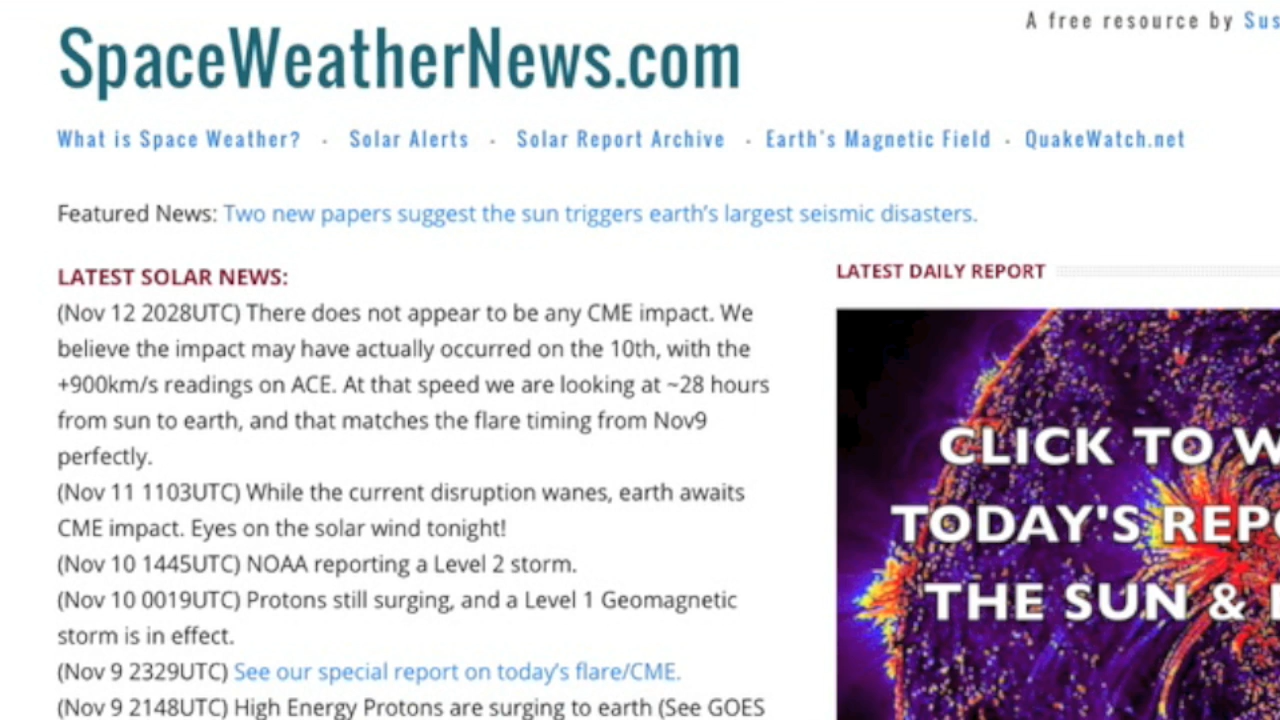 A free resource by
SpaceWeatherNews.com
What is Space Weather? · Solar Alerts · Solar Report Archive · Earth's Magnetic Field · QuakeWatch.net
Featured News: Two new papers suggest the sun triggers earth's largest seismic disasters.
LATEST SOLAR NEWS:
(Nov 12 2028UTC) There does not appear to be any CME impact. We
believe the impact may have actually occurred on the 10th, with the
+900km/s readings on ACE. At that speed we are looking at ~28 hours
from sun to earth, and that matches the flare timing from Nov9
perfectly.
(Nov 11 1103UTC) While the current disruption wanes, earth awaits
CME impact. Eyes on the solar wind tonight!
(Nov 10 1445UTC) NOAA reporting a Level 2 storm.
(Nov 10 0019UTC) Protons still surging, and a Level 1 Geomagnetic
storm is in effect.
(Nov 9 2329UTC) See our special report on today's flare/CME.
(Nov 9 2148UTC) High Energy Protons are surging to earth (See GOES
LATEST DAILY REPORT
CLICK TO
TODAY'S
THE SUN &